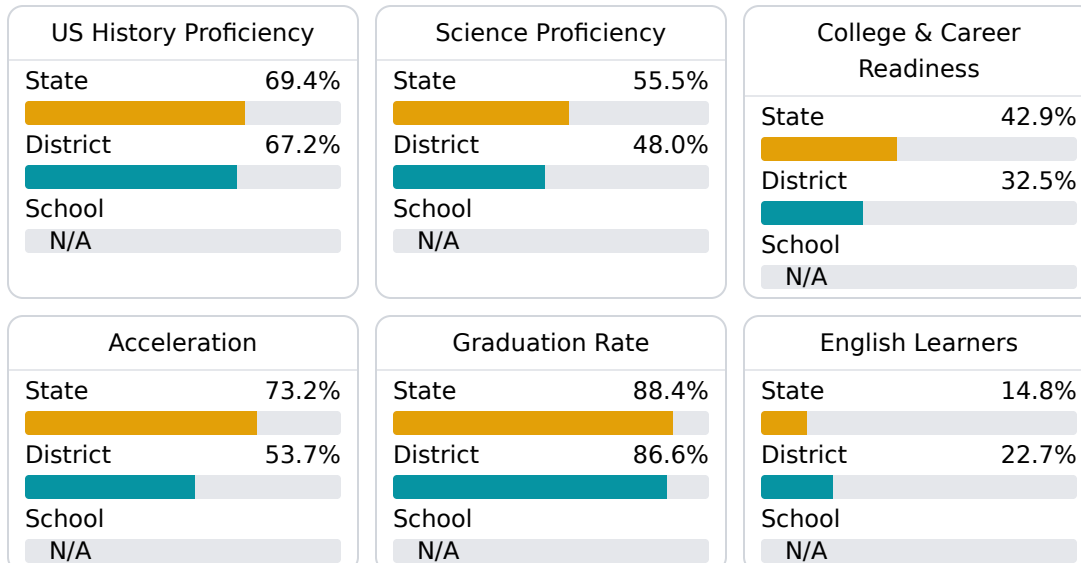 US History Proficiency
State 69.4%
District 67.2%
School
N/A
Science Proficiency
State 55.5%
District 48.0%
School
N/A
College & Career
Readiness
State 42.9%
District 32.5%
School
N/A
Acceleration
State 73.2%
District 53.7%
School
N/A
Graduation Rate
State 88.4%
District 86.6%
School
N/A
English Learners
State 14.8%
District 22.7%
School
N/A